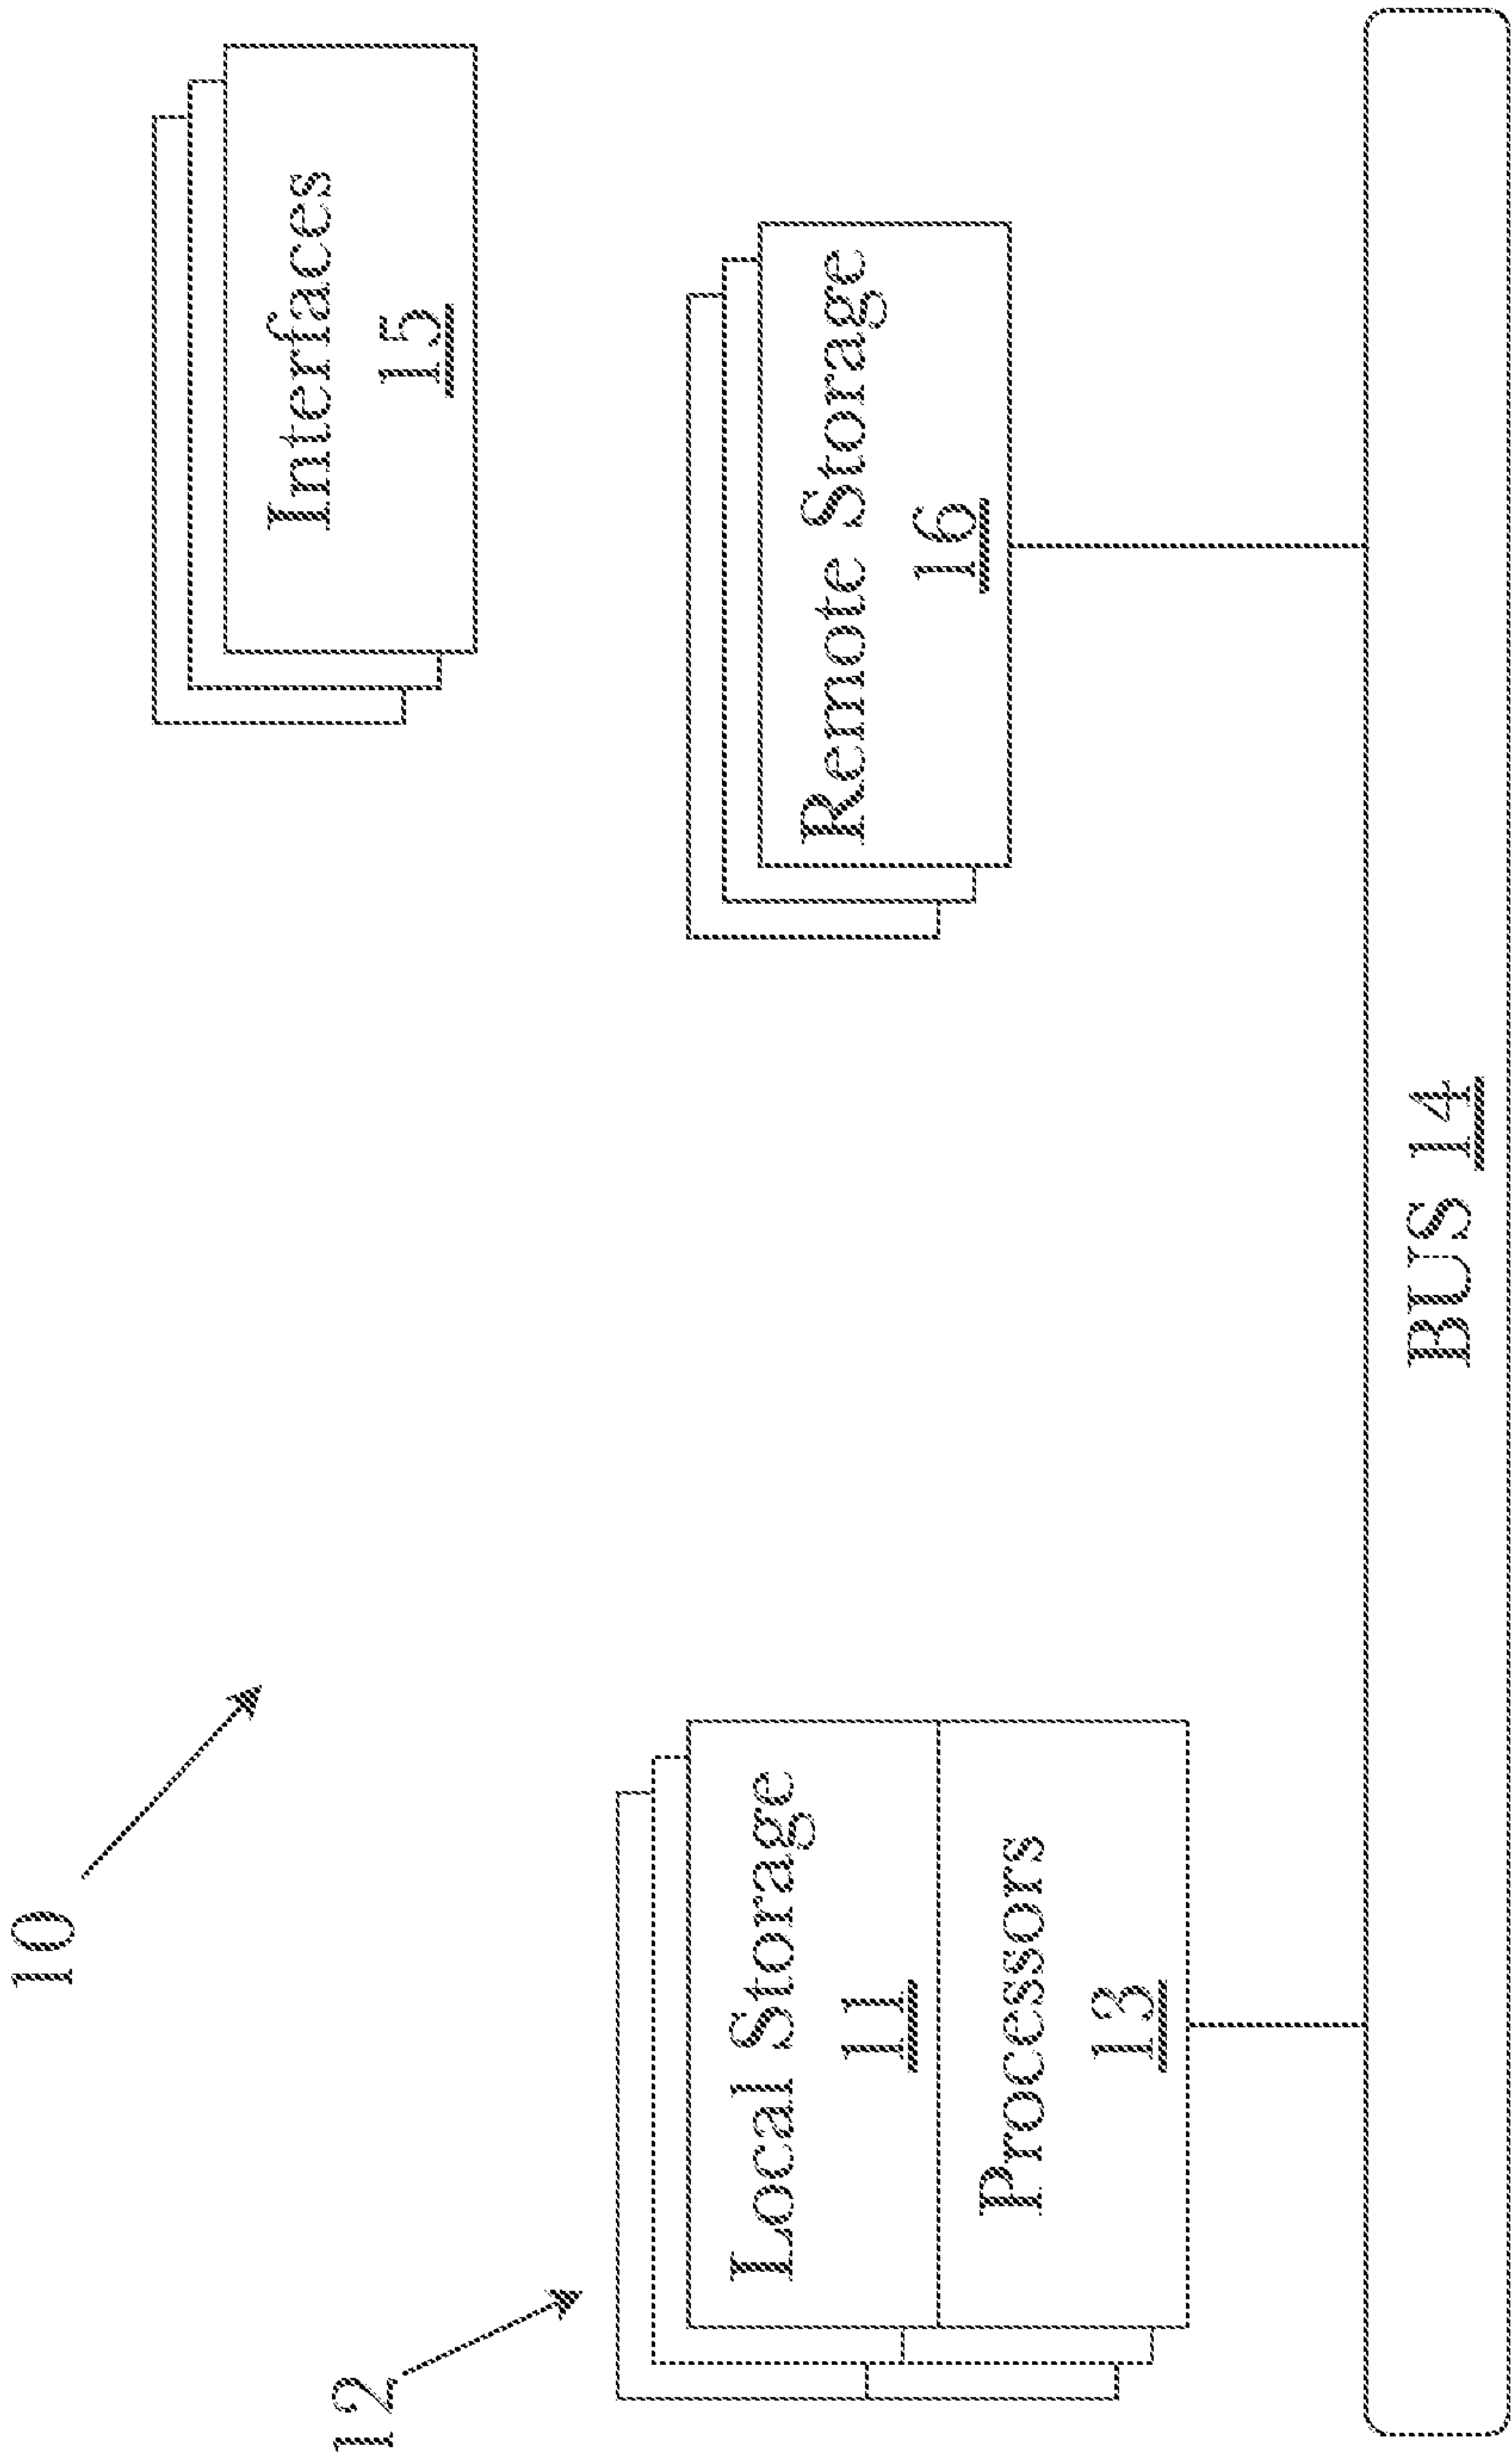 10
12
Interfaces
15
Local Storage
11
Processors
13
Remote Storage
16
BUS 14